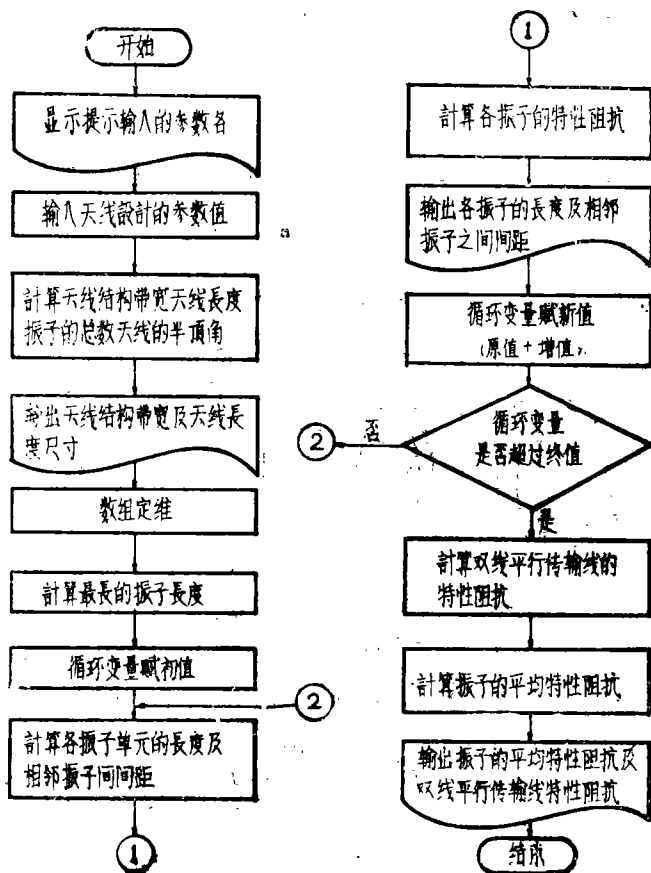 开始
显示提示输入的参数名
输入天线設計的参数值
計算天线结构带宽天线長度
振子的总数天线的半頂角
输出天线结构带宽及天线長
度尺寸
数组定维
計算最長的振子長度
循环变量赋初值
②
計算各振子单元的長度及
相邻振子间间距
①
①
計算各振子的特性阻抗
输出各振子的長度及相邻
振子之间间距
循环变量赋新值
(原值+增值)
循环变量
是否超过终值
否
②
是
計算双线平行传输线的
特性阻抗
計算振子的平均特性阻抗
输出振子的平均特性阻抗及
双线平行传输线特性阻抗
结束